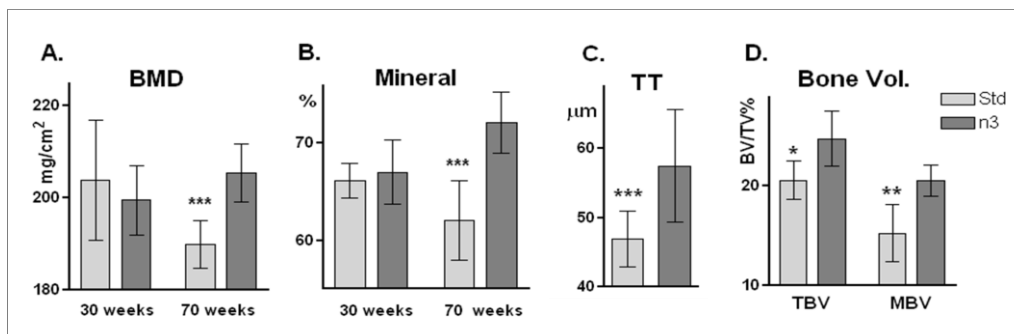 A.
BMD
mg/cm²
220
200
180
***
30 weeks
70 weeks
B.
Mineral
%
70
60
***
30 weeks
70 weeks
C.
TT
µm
60
50
40
***
D.
Bone Vol.
BV/TV%
20
10
*
**
TBV
MBV
Std
n3